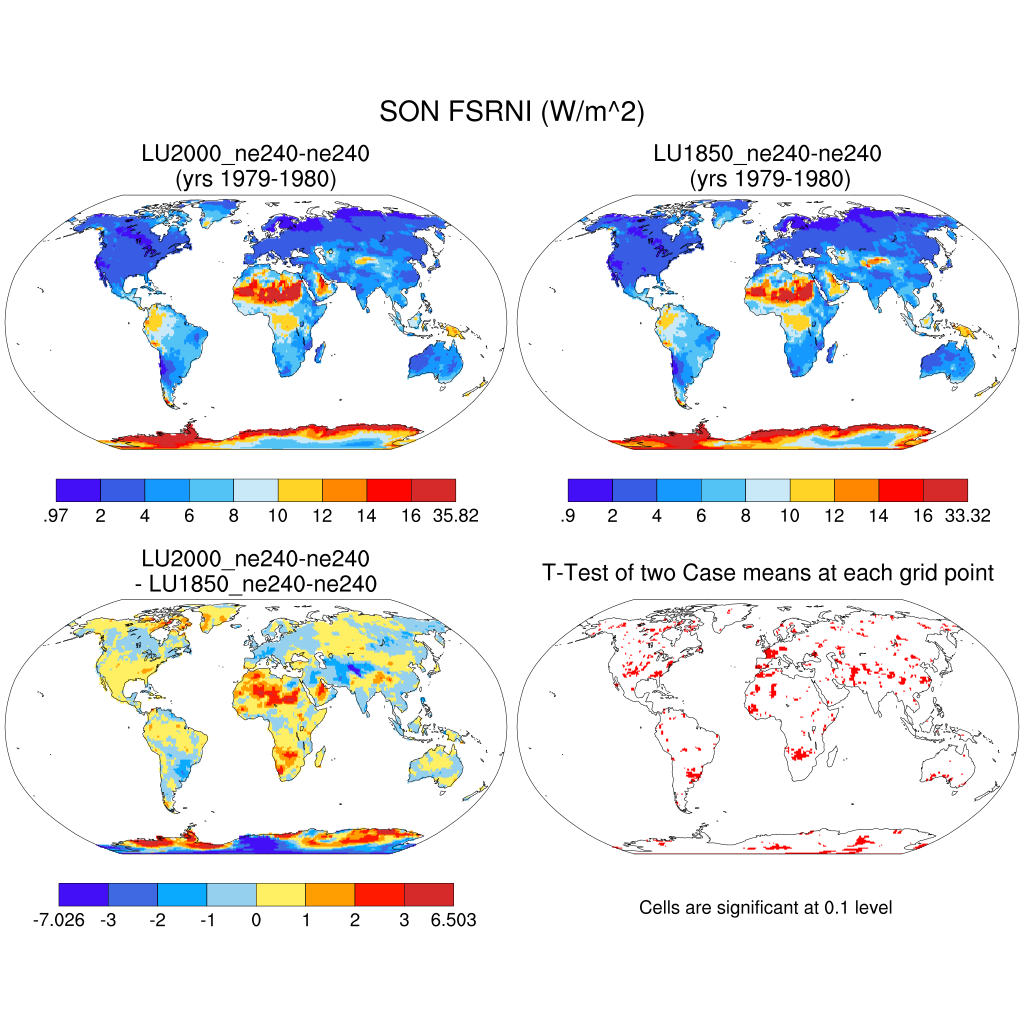 SON FSRNI (W/m^2)
LU2000_ne240-ne240
(yrs 1979-1980)
LU1850_ne240-ne240
(yrs 1979-1980)
.97 2 4 6 8 10 12 14 16 35.82
.9 2 4 6 8 10 12 14 16 33.32
LU2000_ne240-ne240
- LU1850_ne240-ne240
T-Test of two Case means at each grid point
-7.026 -3 -2 -1 0 1 2 3 6.503
Cells are significant at 0.1 level